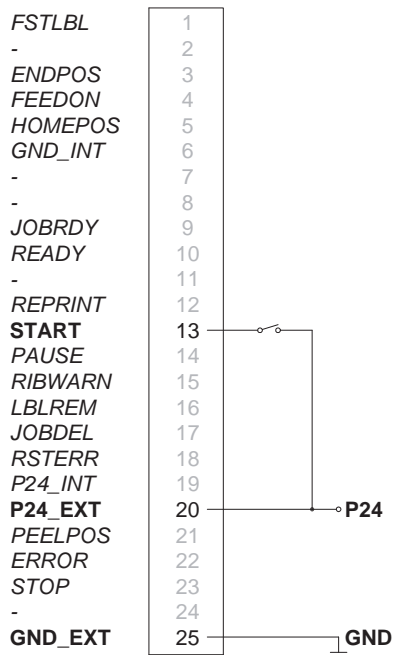 FSTLBL 1
- 2
ENDPOS 3
FEEDON 4
HOMEPOS 5
GND_INT 6
- 7
- 8
JOBRDY 9
READY 10
- 11
REPRINT 12
START 13
PAUSE 14
RIBWARN 15
LBLREM 16
JOBDEL 17
RSTERR 18
P24_INT 19
P24_EXT 20 P24
PEELPOS 21
ERROR 22
STOP 23
- 24
GND_EXT 25 GND